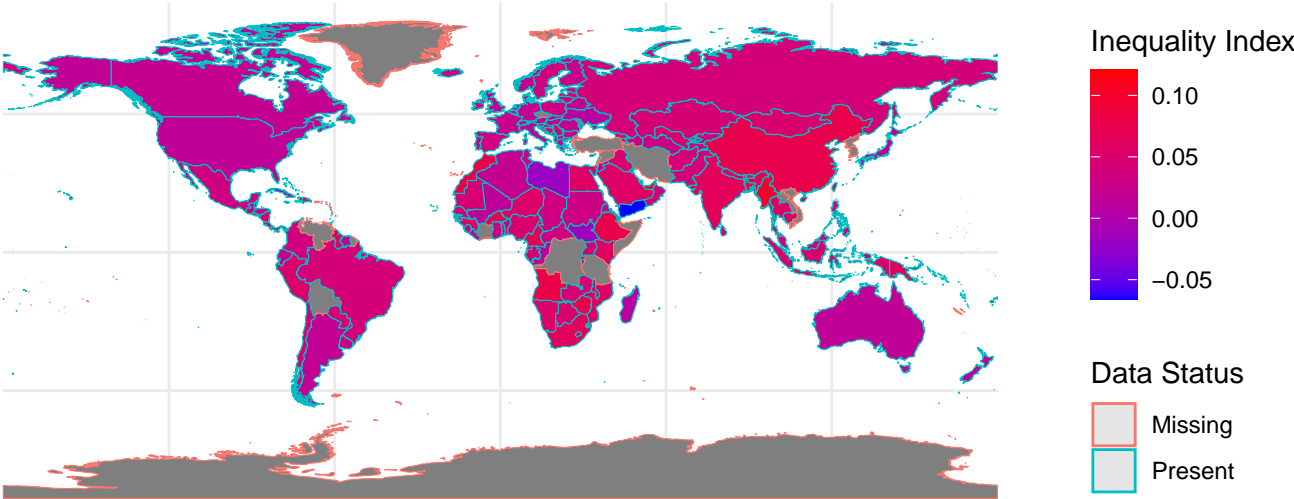 Inequality Index
0.10
0.05
0.00
−0.05
Data Status
Missing
Present